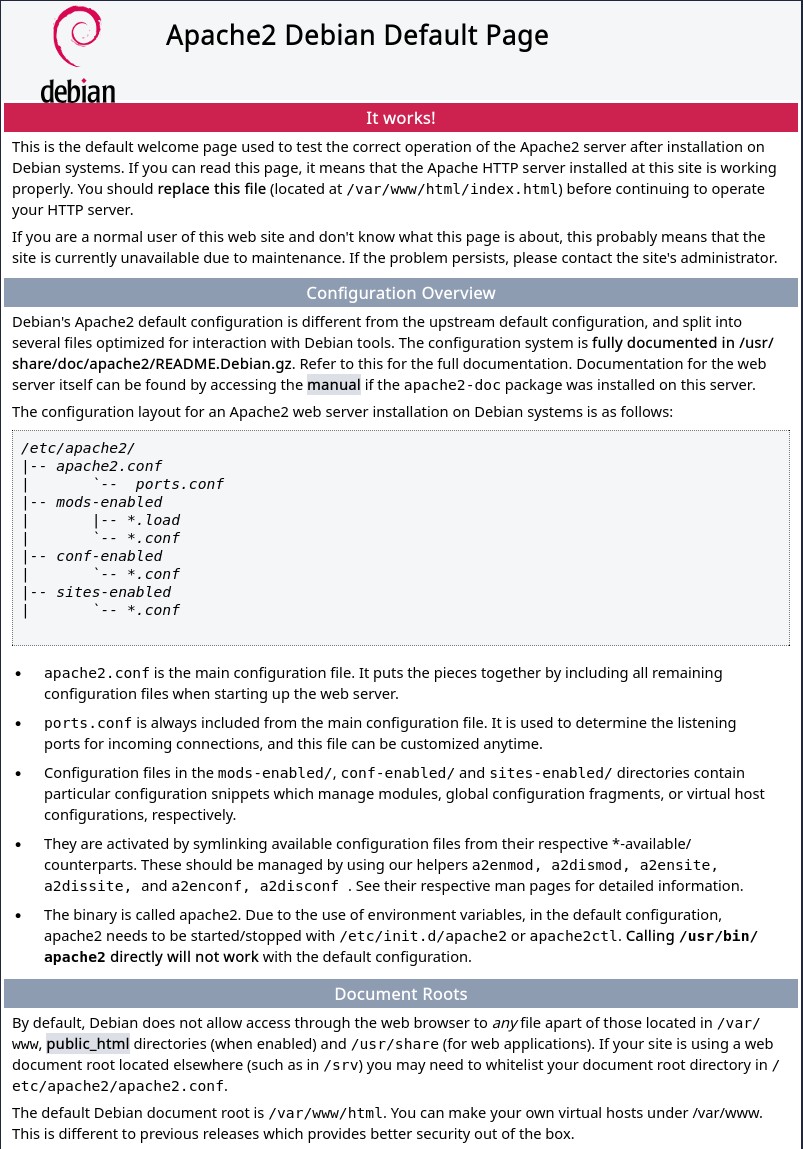 debian
Apache2 Debian Default Page
It works!
This is the default welcome page used to test the correct operation of the Apache2 server after installation on
Debian systems. If you can read this page, it means that the Apache HTTP server installed at this site is working
properly. You should replace this file (located at /var/www/html/index.html) before continuing to operate
your HTTP server.
If you are a normal user of this web site and don't know what this page is about, this probably means that the
site is currently unavailable due to maintenance. If the problem persists, please contact the site's administrator.
Configuration Overview
Debian's Apache2 default configuration is different from the upstream default configuration, and split into
several files optimized for interaction with Debian tools. The configuration system is fully documented in /usr/
share/doc/apache2/README.Debian.gz. Refer to this for the full documentation. Documentation for the web
server itself can be found by accessing the manual if the apache2-doc package was installed on this server.
The configuration layout for an Apache2 web server installation on Debian systems is as follows:
/etc/apache2/
|-- apache2.conf
|       `--  ports.conf
|-- mods-enabled
|       |-- *.load
|       `-- *.conf
|-- conf-enabled
|       `-- *.conf
|-- sites-enabled
|       `-- *.conf
• apache2.conf is the main configuration file. It puts the pieces together by including all remaining
configuration files when starting up the web server.
• ports.conf is always included from the main configuration file. It is used to determine the listening
ports for incoming connections, and this file can be customized anytime.
• Configuration files in the mods-enabled/, conf-enabled/ and sites-enabled/ directories contain
particular configuration snippets which manage modules, global configuration fragments, or virtual host
configurations, respectively.
• They are activated by symlinking available configuration files from their respective *-available/
counterparts. These should be managed by using our helpers a2enmod, a2dismod, a2ensite,
a2dissite, and a2enconf, a2disconf . See their respective man pages for detailed information.
• The binary is called apache2. Due to the use of environment variables, in the default configuration,
apache2 needs to be started/stopped with /etc/init.d/apache2 or apache2ctl. Calling /usr/bin/
apache2 directly will not work with the default configuration.
Document Roots
By default, Debian does not allow access through the web browser to any file apart of those located in /var/
www, public_html directories (when enabled) and /usr/share (for web applications). If your site is using a web
document root located elsewhere (such as in /srv) you may need to whitelist your document root directory in /
etc/apache2/apache2.conf.
The default Debian document root is /var/www/html. You can make your own virtual hosts under /var/www.
This is different to previous releases which provides better security out of the box.